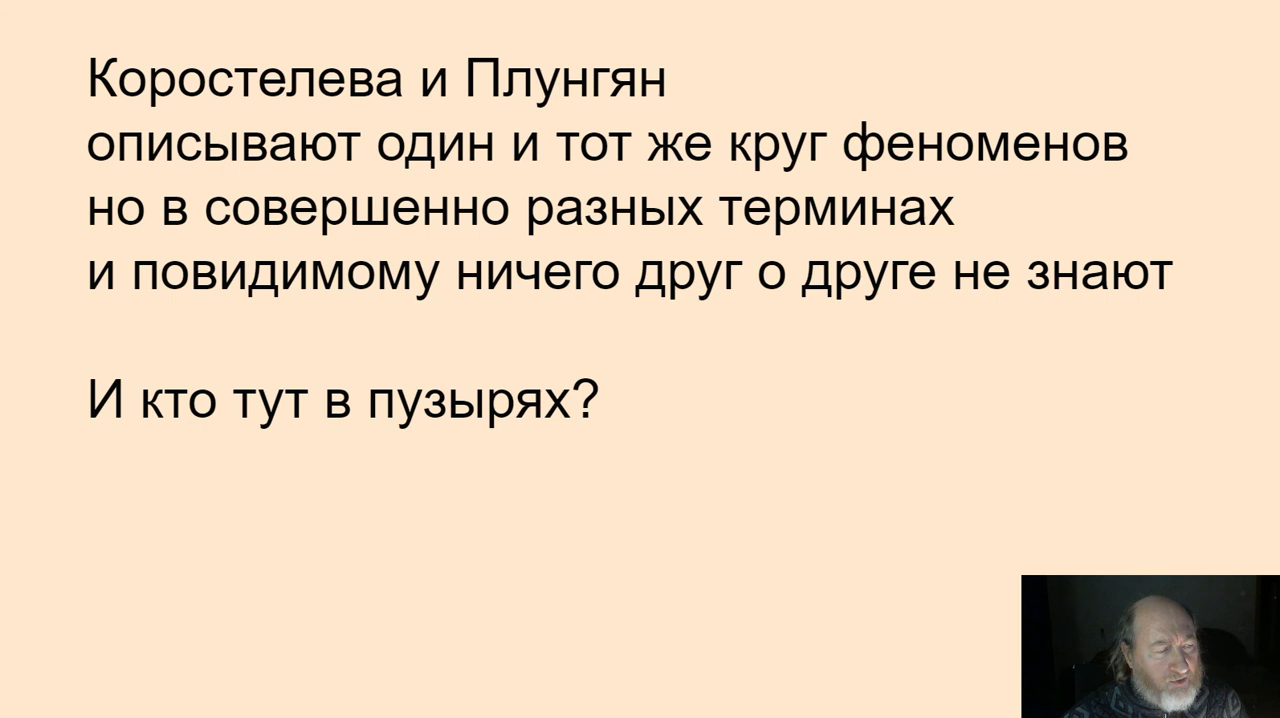 Коростелева и Плунгян
описывают один и тот же круг феноменов
но в совершенно разных терминах
и повидимому ничего друг о друге не знают
И кто тут в пузырях?